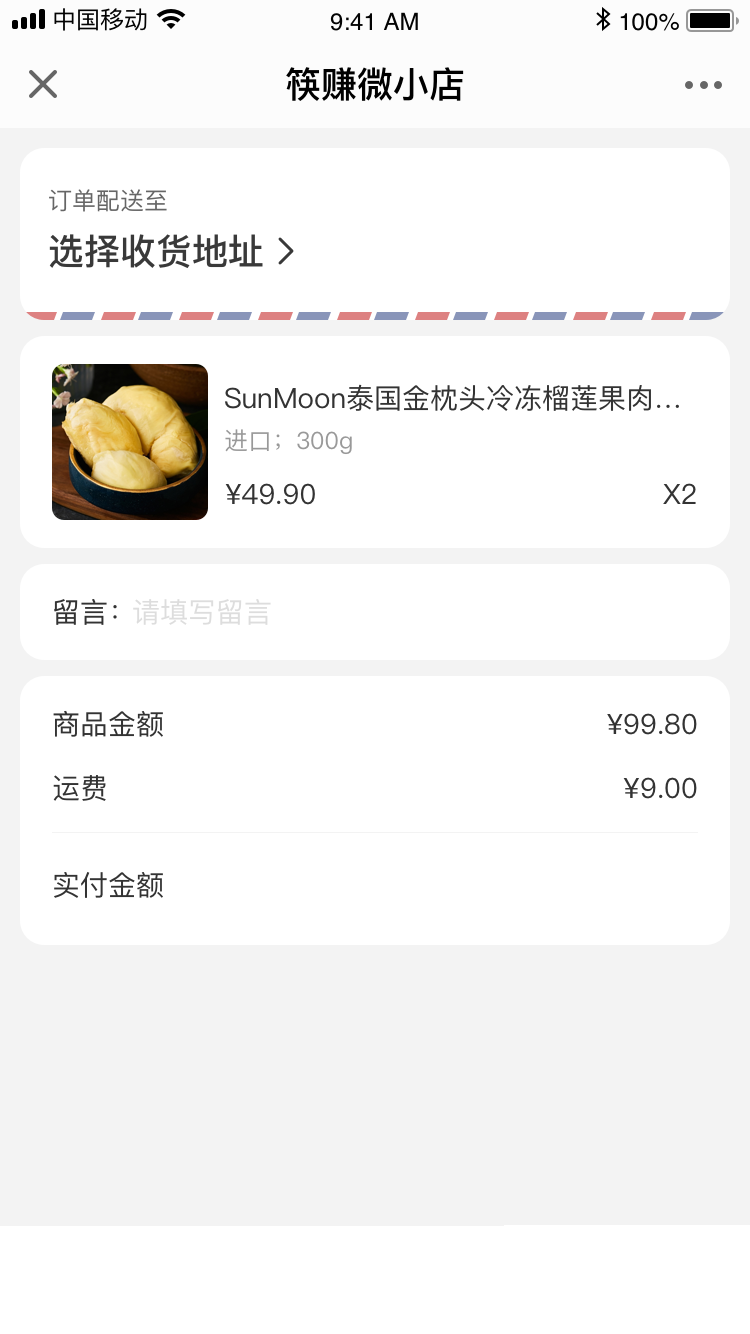 中国移动 9:41 AM 100%
筷赚微小店
订单配送至
选择收货地址
SunMoon泰国金枕头冷冻榴莲果肉...
进口；300g
¥49.90 X2
留言：请填写留言
商品金额 ¥99.80
运费 ¥9.00
实付金额